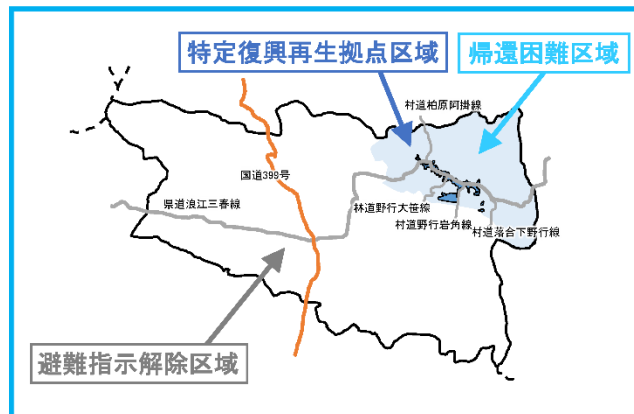 特定復興再生拠点区域
帰還困難区域
村道柏原阿掛線
国道399号
県道浪江三春線
林道野行大笹線
村道野行岩角線
村道落合下野行線
避難指示解除区域